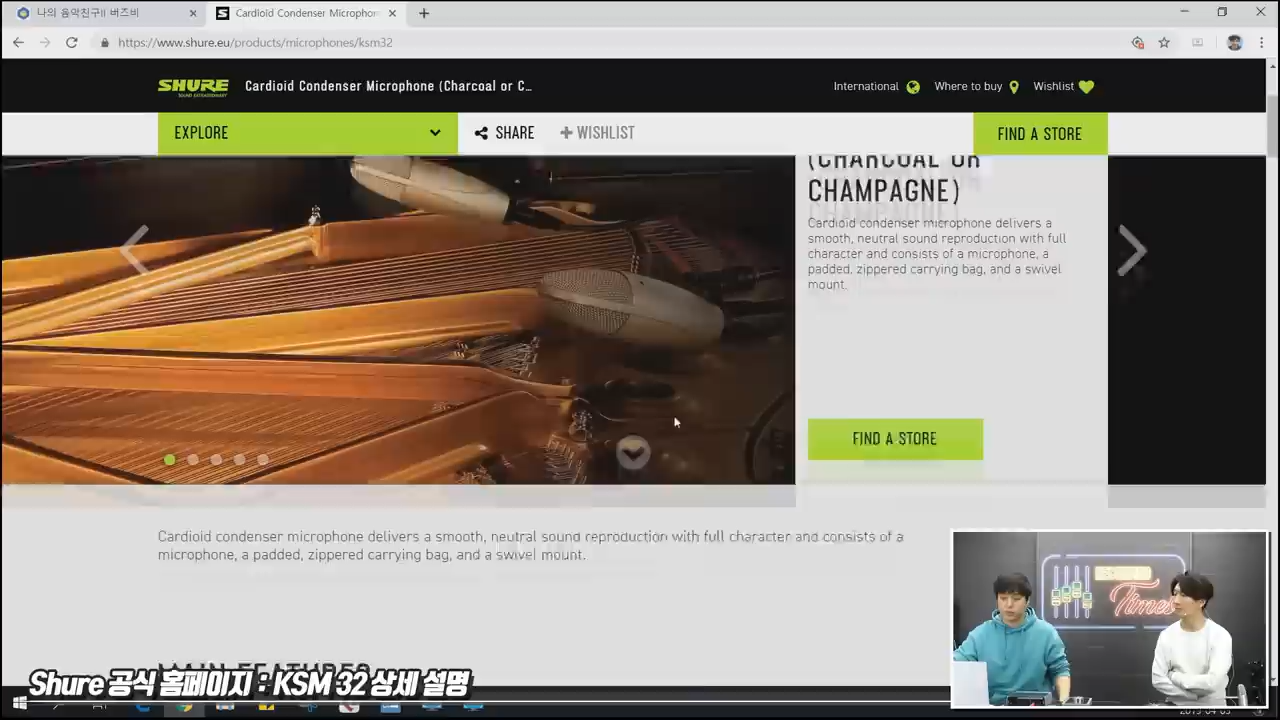 나의 음악친구!! 버즈비
Cardioid Condenser Microphon
https://www.shure.eu/products/microphones/ksm32
SHURE
SOUND EXTRAORDINARY
Cardioid Condenser Microphone (Charcoal or C...
International
Where to buy
Wishlist
EXPLORE
SHARE
WISHLIST
FIND A STORE
(CHARCOAL OR
CHAMPAGNE)
Cardioid condenser microphone delivers a
smooth, neutral sound reproduction with full
character and consists of a microphone, a
padded, zippered carrying bag, and a swivel
mount.
FIND A STORE
Cardioid condenser microphone delivers a smooth, neutral sound reproduction with full character and consists of a
microphone, a padded, zippered carrying bag, and a swivel mount.
MAIN FEATURES
Times
Shure 공식 홈페이지 : KSM 32 상세 설명